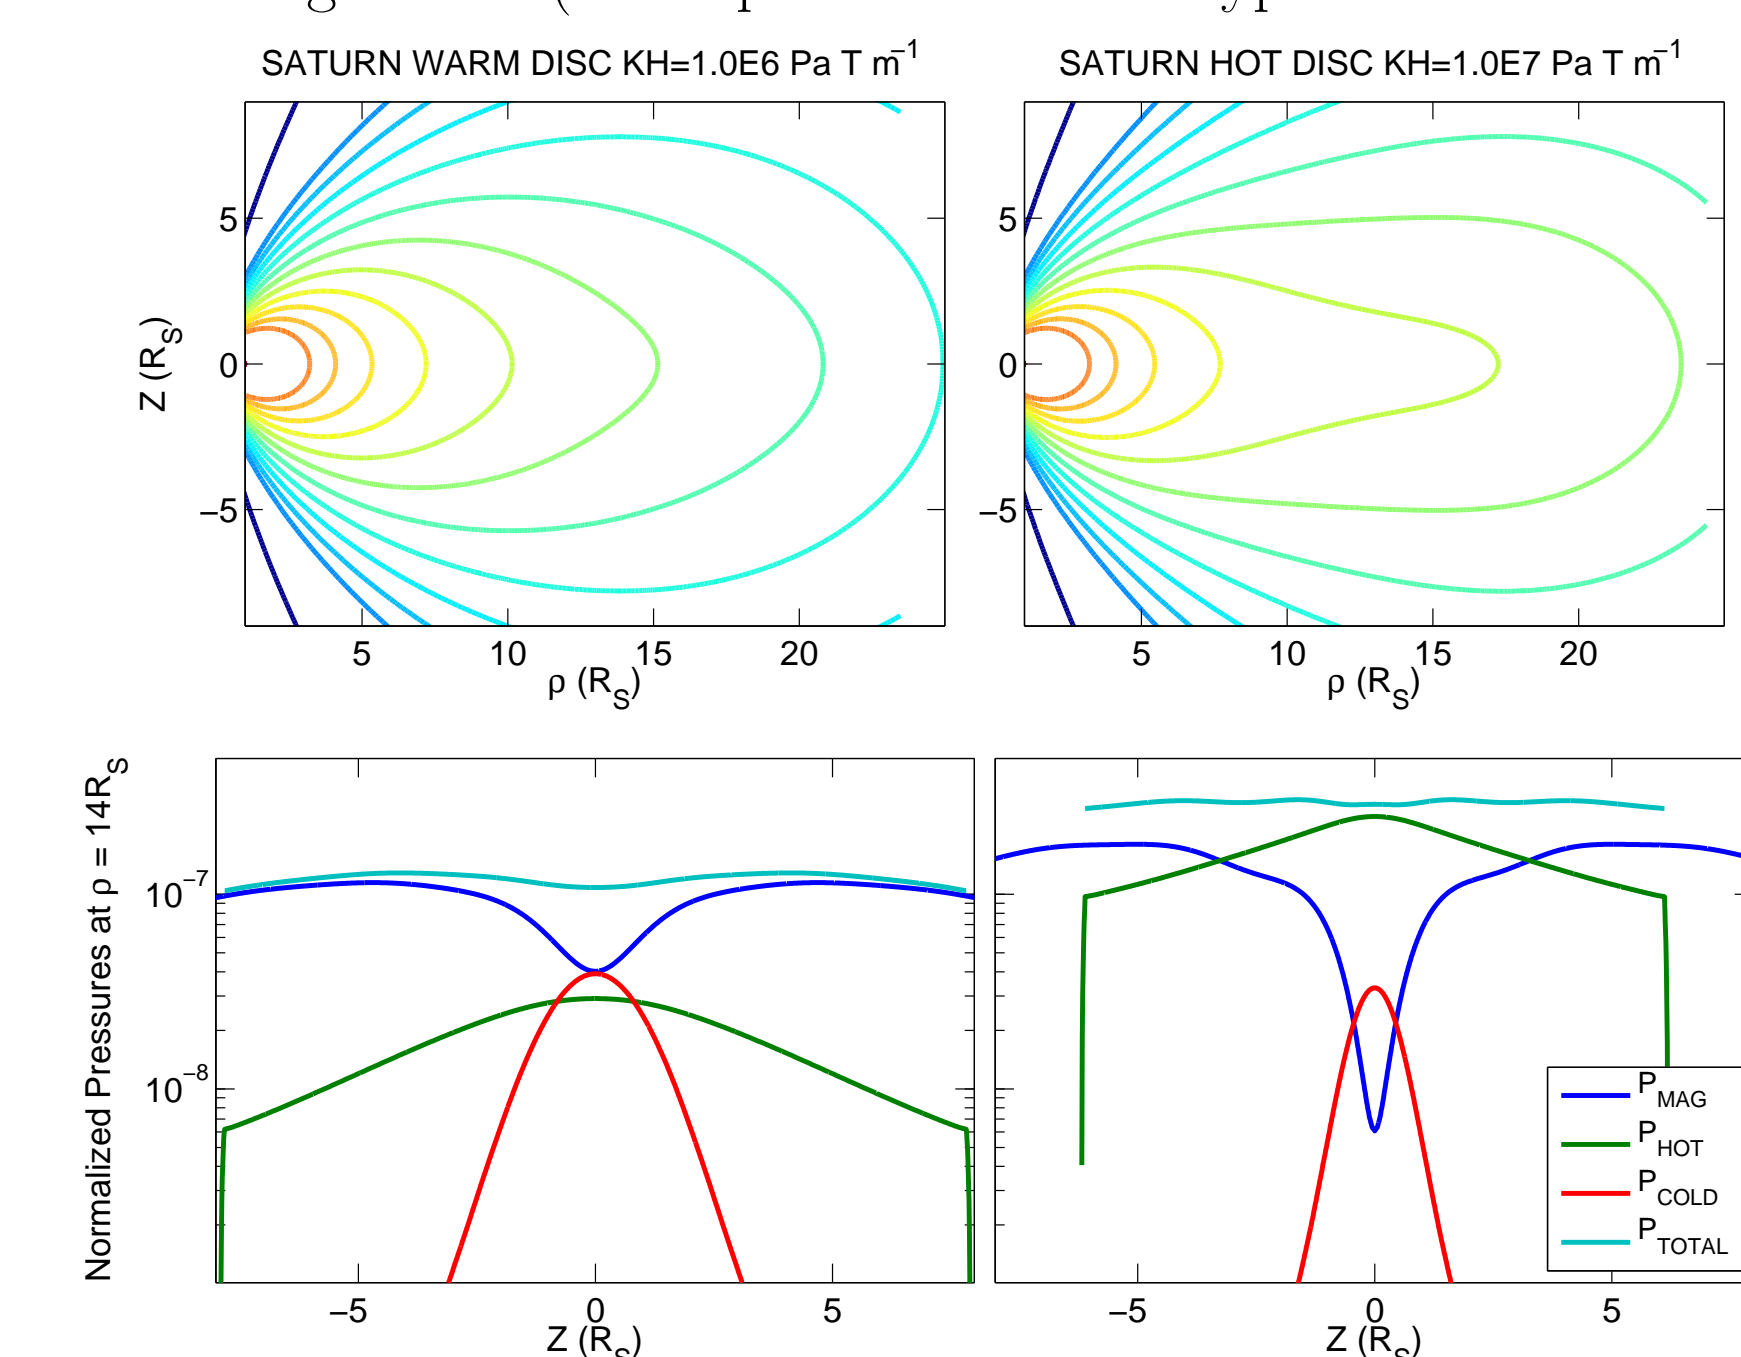 SATURN WARM DISC KH=1.0E6 Pa T m⁻¹
SATURN HOT DISC KH=1.0E7 Pa T m⁻¹
Z (R_S)
5
0
−5
5
0
−5
5 10 15 20
5 10 15 20
ρ (R_S)
ρ (R_S)
Normalized Pressures at ρ = 14R_S
10⁻⁷
10⁻⁸
P_MAG
P_HOT
P_COLD
P_TOTAL
−5 0 5
−5 0 5
Z (R_S)
Z (R_S)